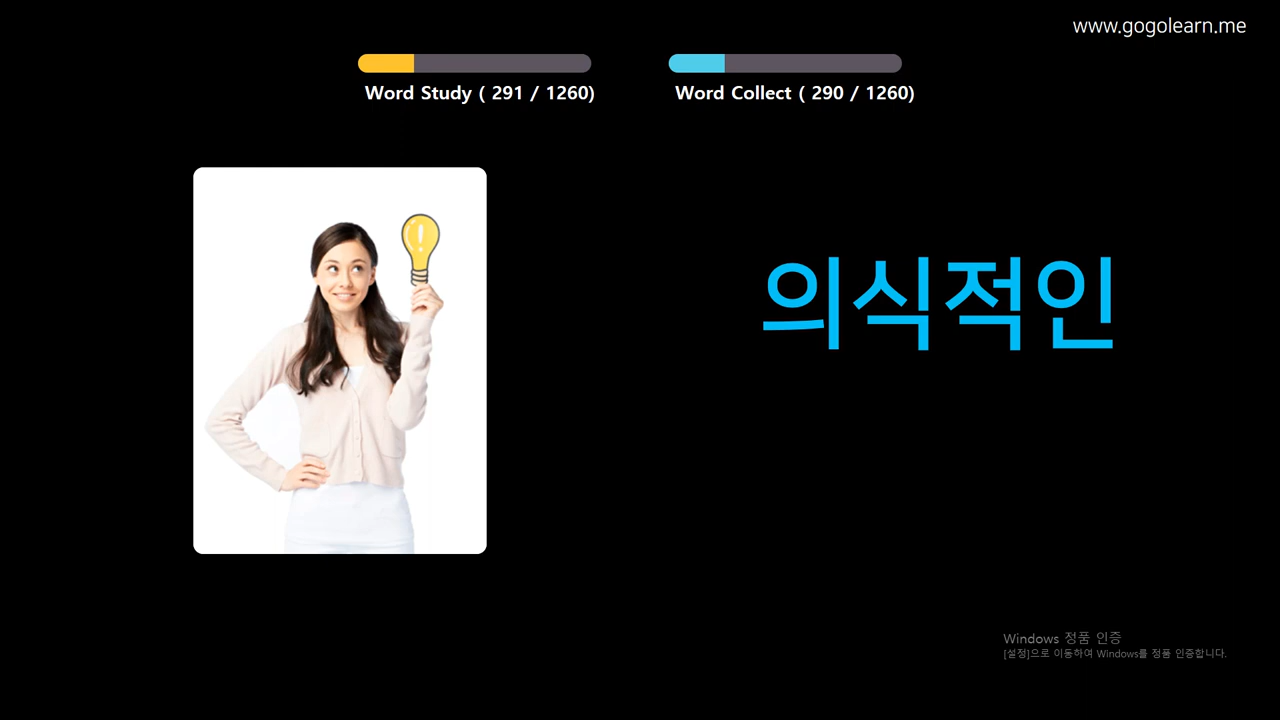 www.gogolearn.me
Word Study ( 291 / 1260)
Word Collect ( 290 / 1260)
의식적인
Windows 정품 인증
[설정]으로 이동하여 Windows를 정품 인증합니다.